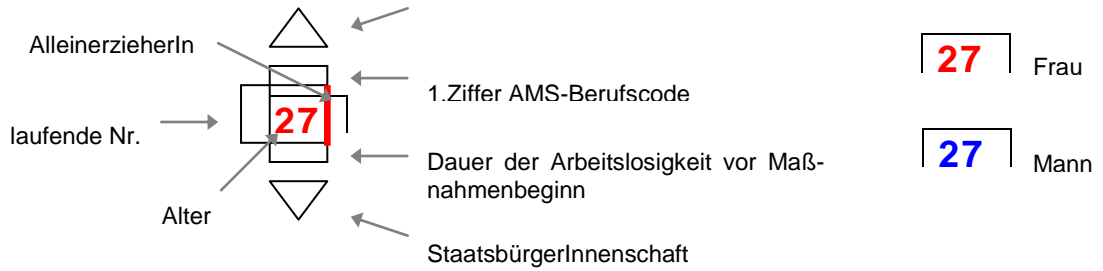 AlleinerzieherIn
27
Frau
1.Ziffer AMS-Berufscode
laufende Nr.
27
27
Mann
Dauer der Arbeitslosigkeit vor Maß-
nahmenbeginn
Alter
StaatsbürgerInnenschaft